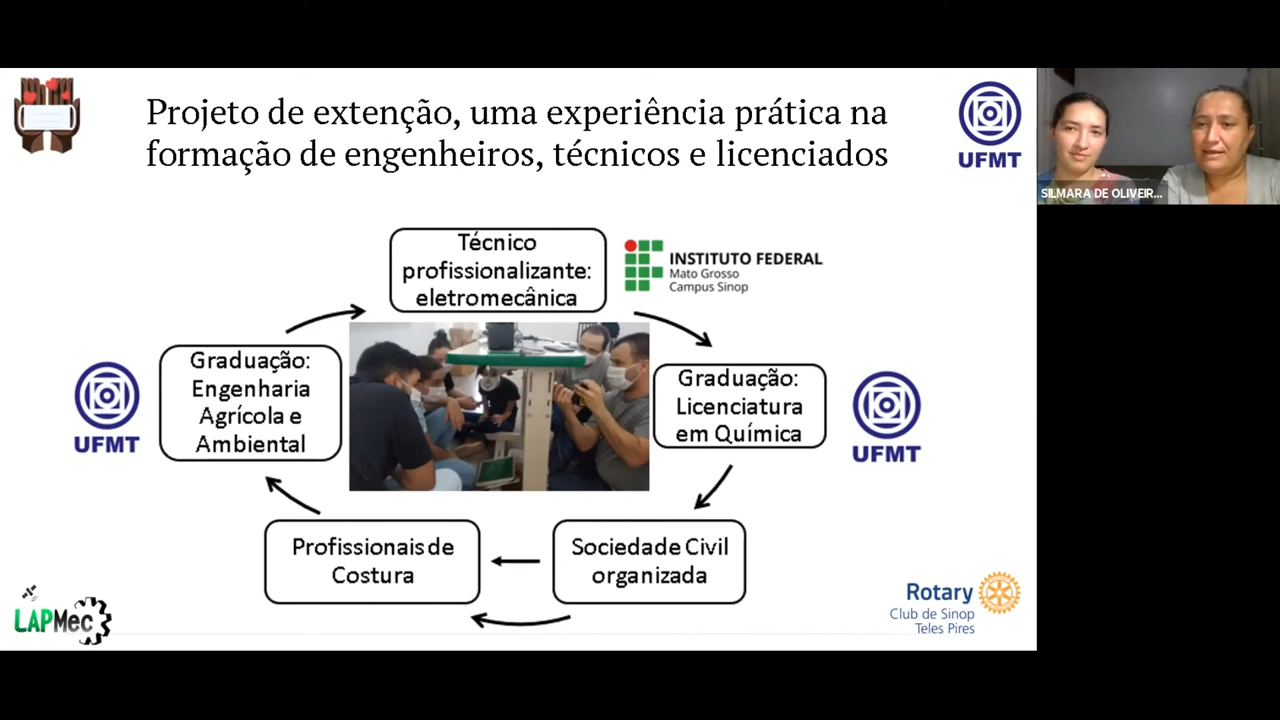 Projeto de extenção, uma experiência prática na
formação de engenheiros, técnicos e licenciados
UFMT
SILMARA DE OLIVEIR...
Técnico
profissionalizante:
eletromecânica
INSTITUTO FEDERAL
Mato Grosso
Campus Sinop
Graduação:
Engenharia
Agrícola e
Ambiental
UFMT
Graduação:
Licenciatura
em Química
UFMT
Profissionais de
Costura
Sociedade Civil
organizada
LAPMec
Rotary
Club de Sinop
Teles Pires